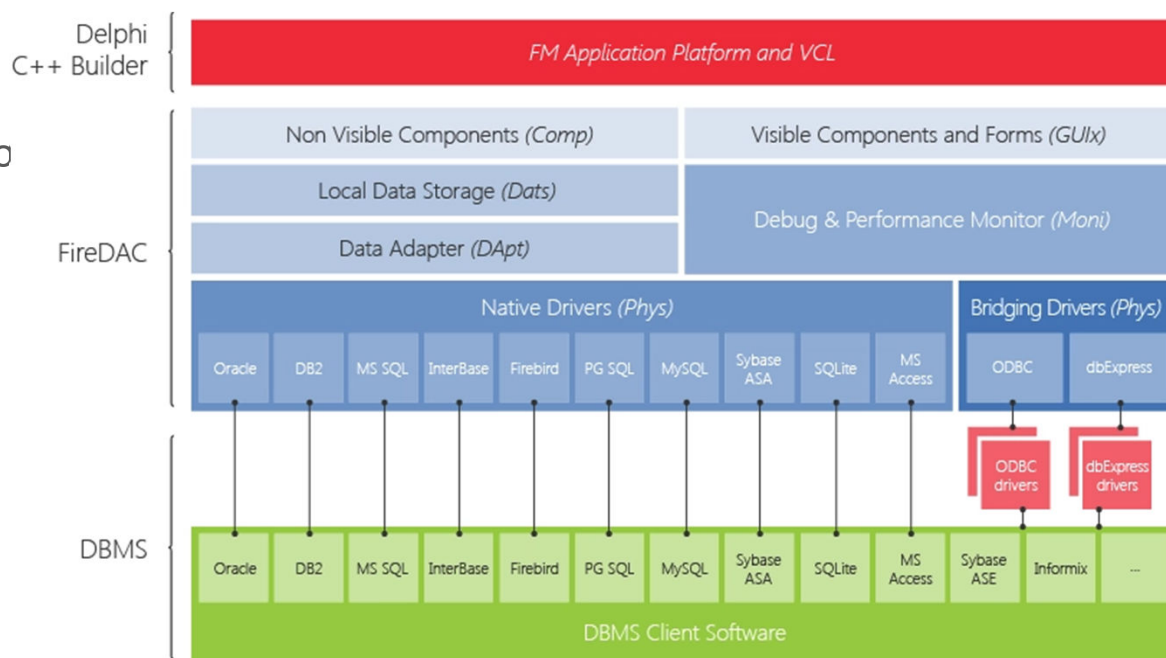 Delphi
C++ Builder
FM Application Platform and VCL
Non Visible Components (Comp)
Visible Components and Forms (GUIx)
Local Data Storage (Dats)
Debug & Performance Monitor (Moni)
Data Adapter (DApt)
FireDAC
Native Drivers (Phys)
Bridging Drivers (Phys)
Oracle
DB2
MS SQL
InterBase
Firebird
PG SQL
MySQL
Sybase
ASA
SQLite
MS
Access
ODBC
dbExpress
ODBC
drivers
dbExpress
drivers
DBMS
Oracle
DB2
MS SQL
InterBase
Firebird
PG SQL
MySQL
Sybase
ASA
SQLite
MS
Access
Sybase
ASE
Informix
...
DBMS Client Software